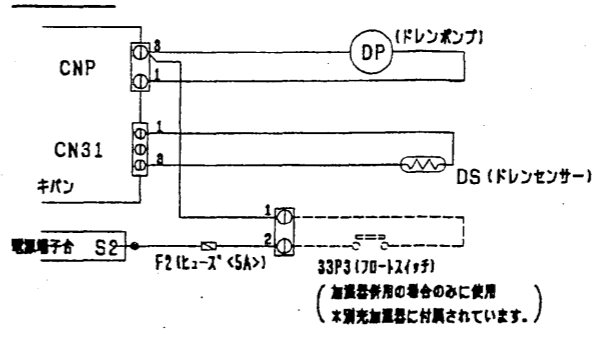 3
CNP
DP
(ドレンポンプ)
1
1
CN31
3
DS(ドレンセンサー)
キバン
1
電源端子台 S2
2
F2(ヒューズ<5A>)
33P3(フロートスイッチ)
(加湿器併用の場合のみに使用
本別売加湿器に付属されています。)